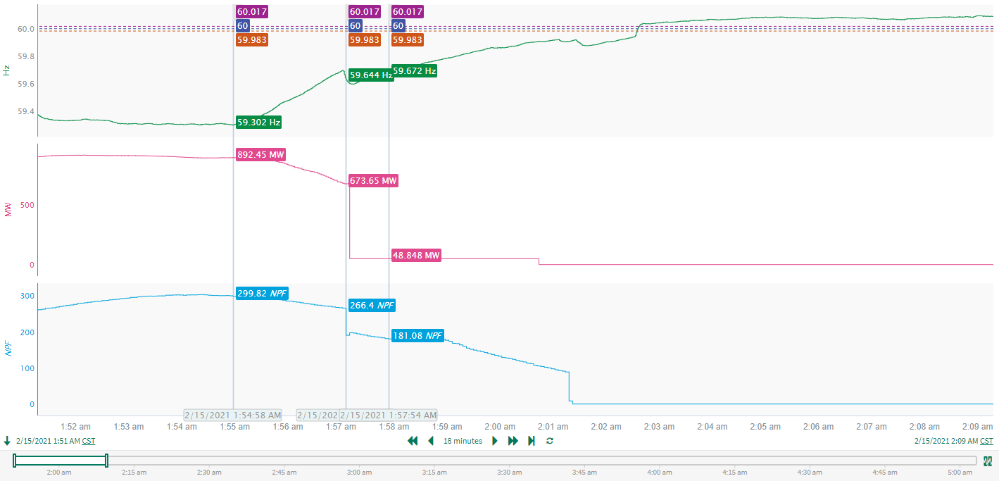 60.017 60.017 60.017
60 60 60
59.983 59.983 59.983
60.0
59.8
59.6
59.4
Hz
59.302 Hz
59.644 Hz
59.672 Hz
MW
500
0
892.45 MW
673.65 MW
48.848 MW
NPF
300
200
100
0
299.82 NPF
266.4 NPF
181.08 NPF
2/15/2021 1:54:58 AM 2/15/202 2/15/2021 1:57:54 AM
1:52 am 1:53 am 1:54 am 1:55 am 1:56 am 1:57 am 1:58 am 1:59 am 2:00 am 2:01 am 2:02 am 2:03 am 2:04 am 2:05 am 2:06 am 2:07 am 2:08 am 2:09 am
2/15/2021 1:51 AM CST 18 minutes 2/15/2021 2:09 AM CST
2:00 am 2:15 am 2:30 am 2:45 am 3:00 am 3:15 am 3:30 am 3:45 am 4:00 am 4:15 am 4:30 am 4:45 am 5:00 am